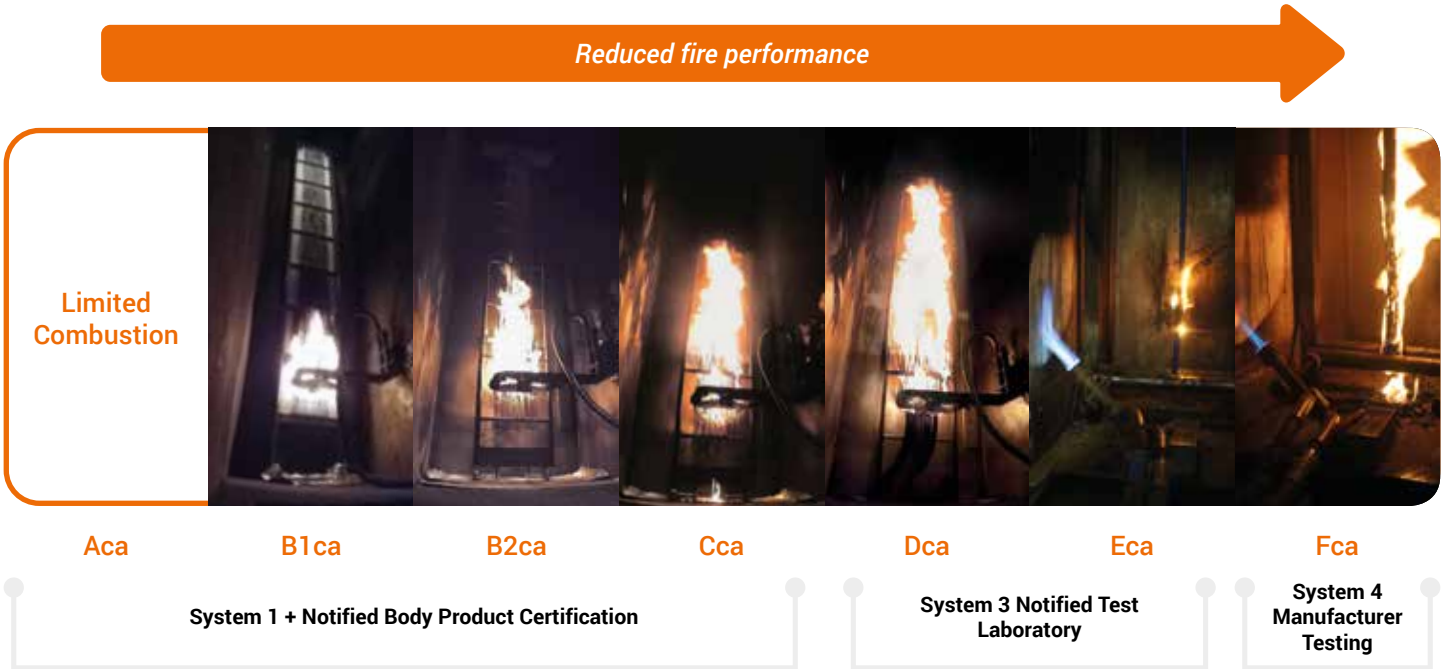 Reduced fire performance
Limited
Combustion
Aca
B1ca
B2ca
Cca
Dca
Eca
Fca
System 1 + Notified Body Product Certification
System 3 Notified Test
Laboratory
System 4
Manufacturer
Testing